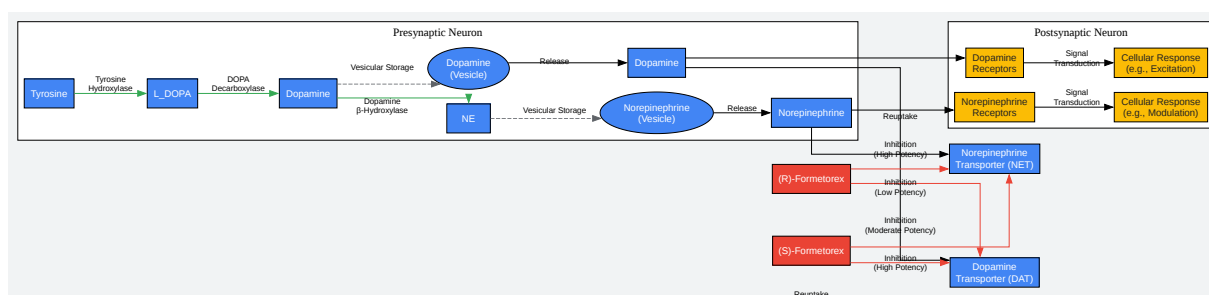 Presynaptic Neuron
Postsynaptic Neuron
Tyrosine
Tyrosine
Hydroxylase
L_DOPA
DOPA
Decarboxylase
Dopamine
Vesicular Storage
Dopamine
(Vesicle)
Release
Dopamine
Dopamine
β-Hydroxylase
NE
Vesicular Storage
Norepinephrine
(Vesicle)
Release
Norepinephrine
Reuptake
Dopamine
Receptors
Signal
Transduction
Cellular Response
(e.g., Excitation)
Norepinephrine
Receptors
Signal
Transduction
Cellular Response
(e.g., Modulation)
Inhibition
(High Potency)
Norepinephrine
Transporter (NET)
(R)-Formetorex
Inhibition
(Low Potency)
Inhibition
(Moderate Potency)
(S)-Formetorex
Inhibition
(High Potency)
Dopamine
Transporter (DAT)
Reuptake